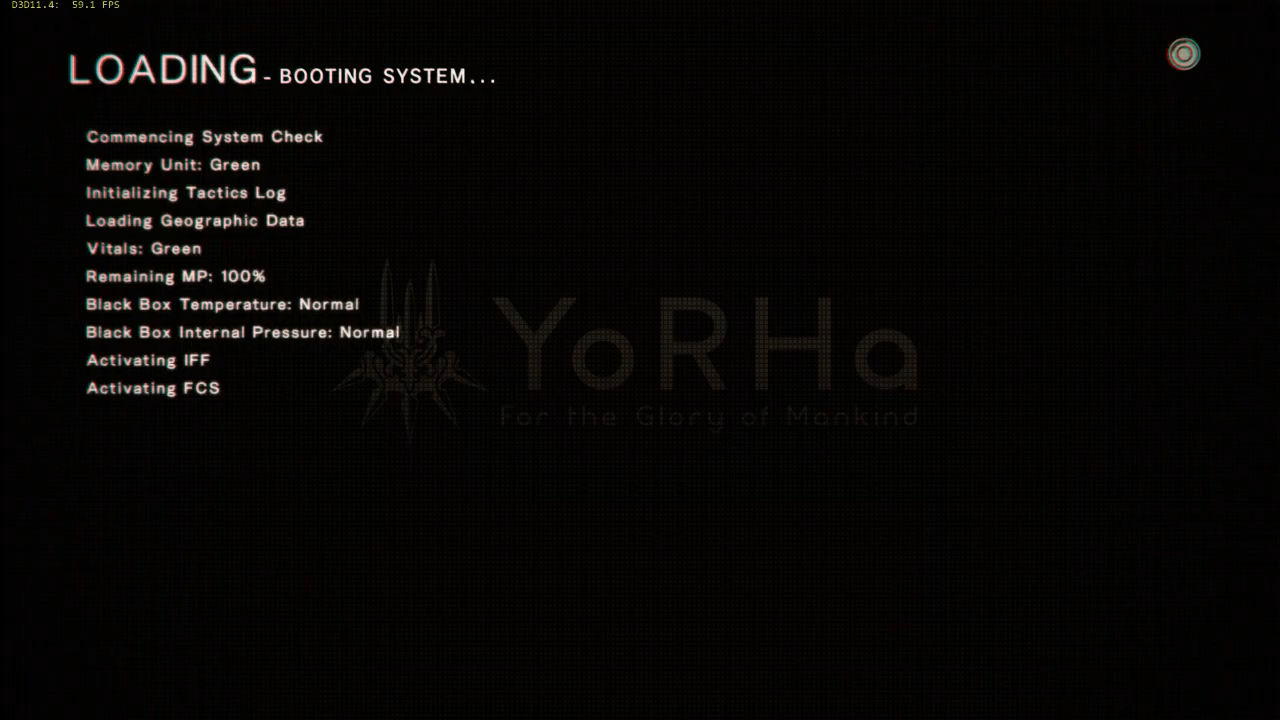 D3D11.4: 59.1 FPS
LOADING - BOOTING SYSTEM...
Commencing System Check
Memory Unit: Green
Initializing Tactics Log
Loading Geographic Data
Vitals: Green
Remaining MP: 100%
Black Box Temperature: Normal
Black Box Internal Pressure: Normal
Activating IFF
Activating FCS
YoRHa
For the Glory of Mankind